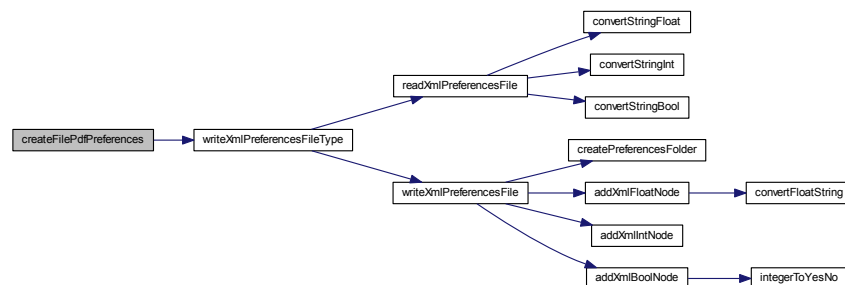 convertStringFloat
convertStringInt
readXmlPreferencesFile
convertStringBool
createFilePdfPreferences
writeXmlPreferencesFileType
createPreferencesFolder
writeXmlPreferencesFile
addXmlFloatNode
convertFloatString
addXmlIntNode
addXmlBoolNode
integerToYesNo